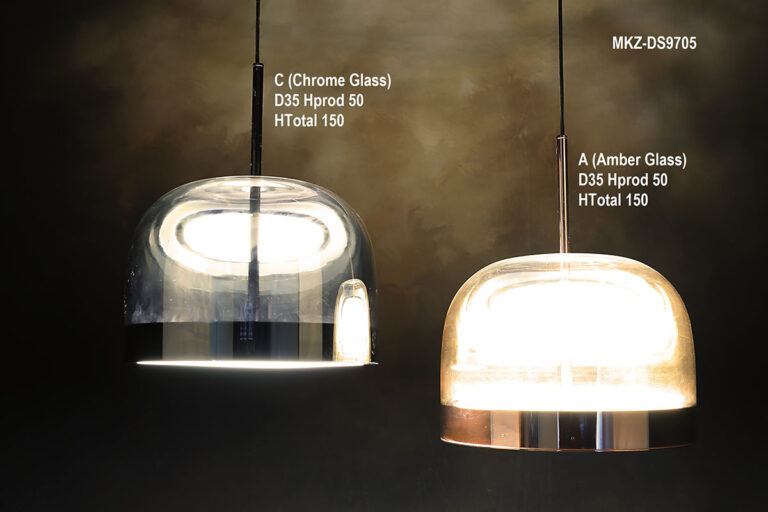 MKZ-DS9705
C (Chrome Glass)
D35 Hprod 50
HTotal 150
A (Amber Glass)
D35 Hprod 50
HTotal 150